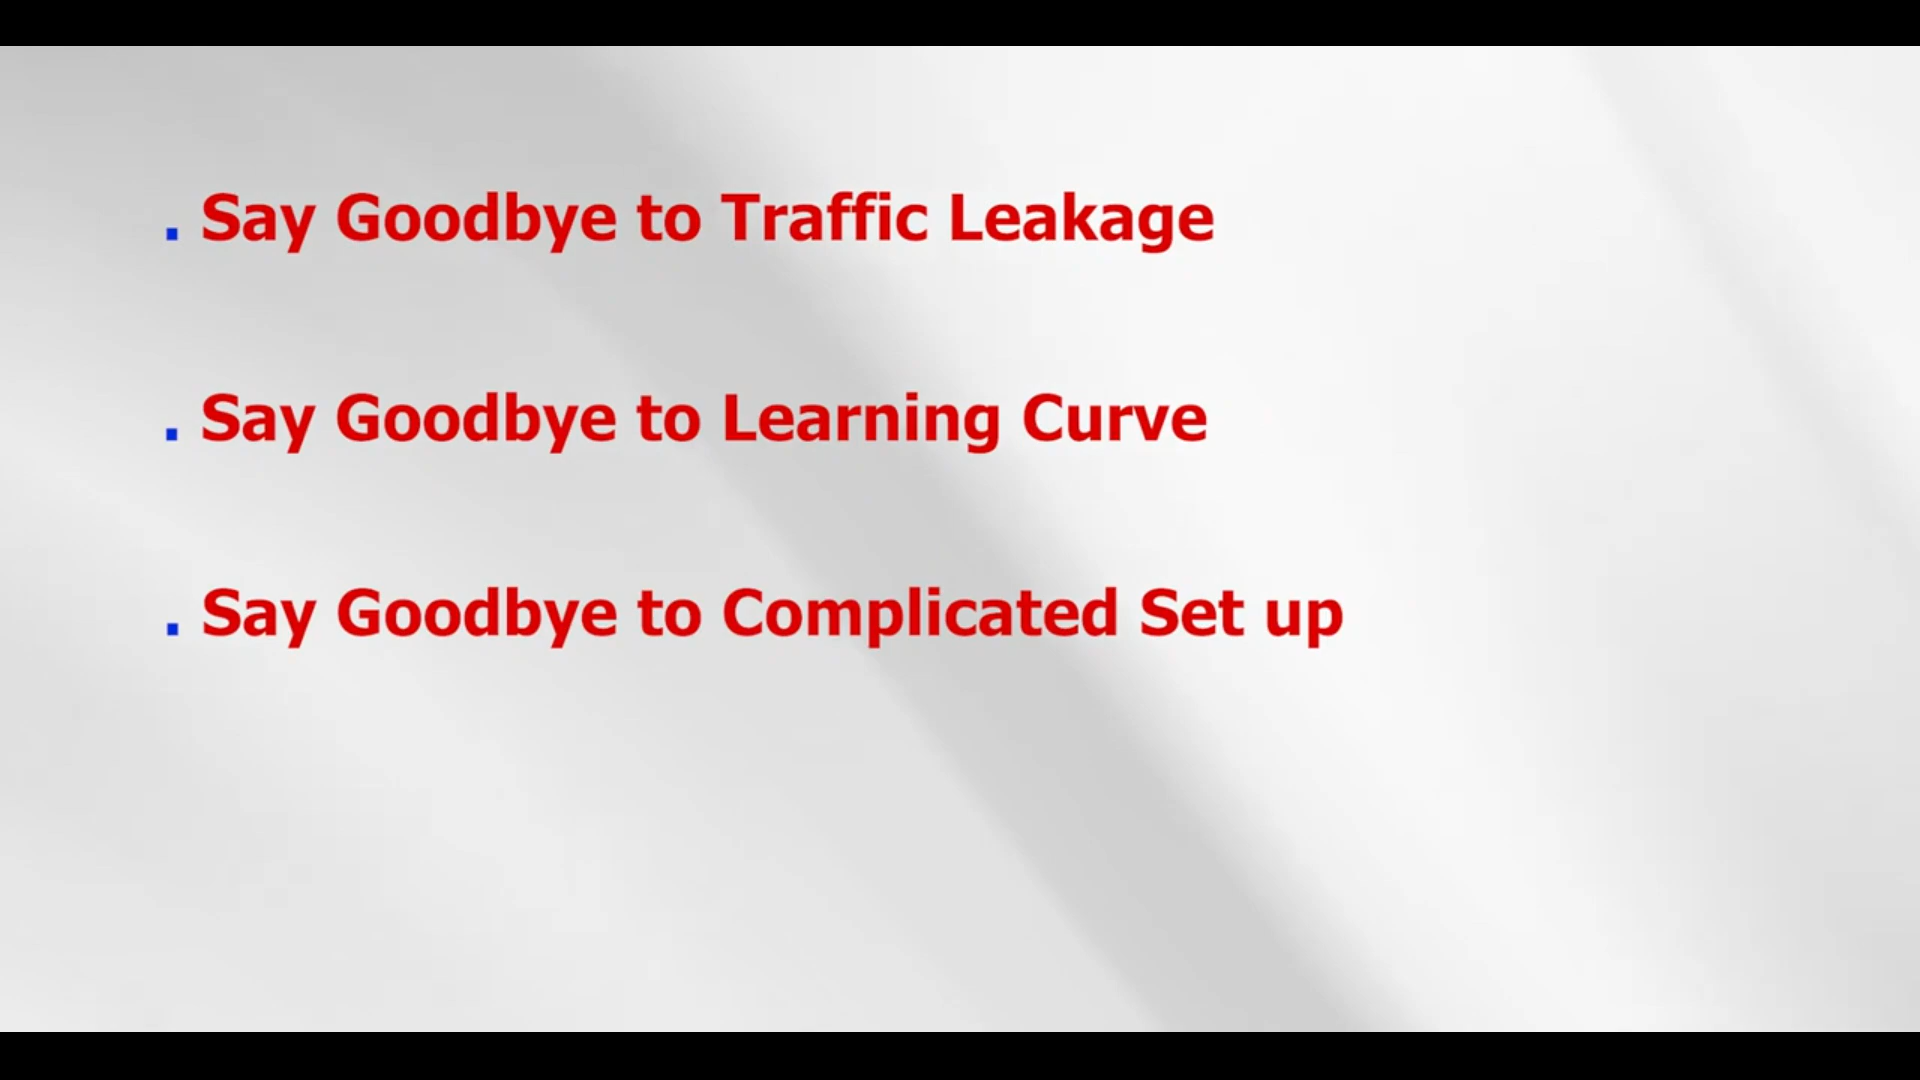 . Say Goodbye to Traffic Leakage
. Say Goodbye to Learning Curve
. Say Goodbye to Complicated Set up